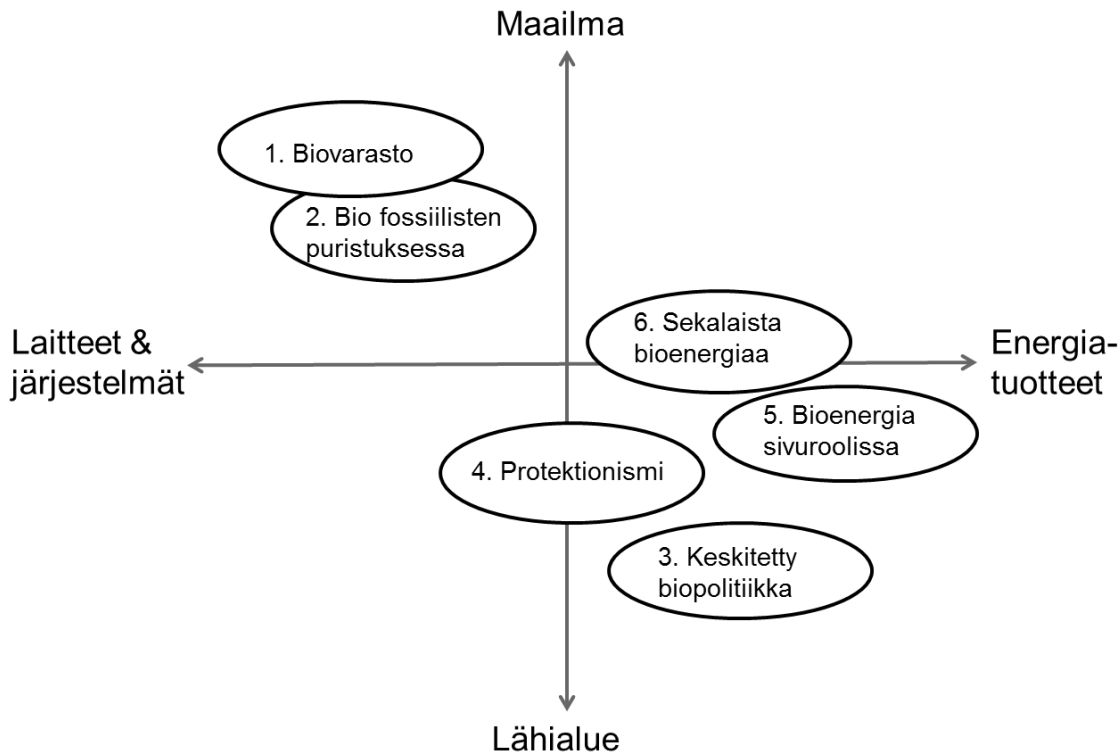 Maailma
1. Biovarasto
2. Bio fossiilisten
puristuksessa
Laitteet &
järjestelmät
6. Sekalaista
bioenergiaa
Energia-
tuotteet
5. Bioenergia
sivuroolissa
4. Protektionismi
3. Keskitetty
biopolitiikka
Lähialue